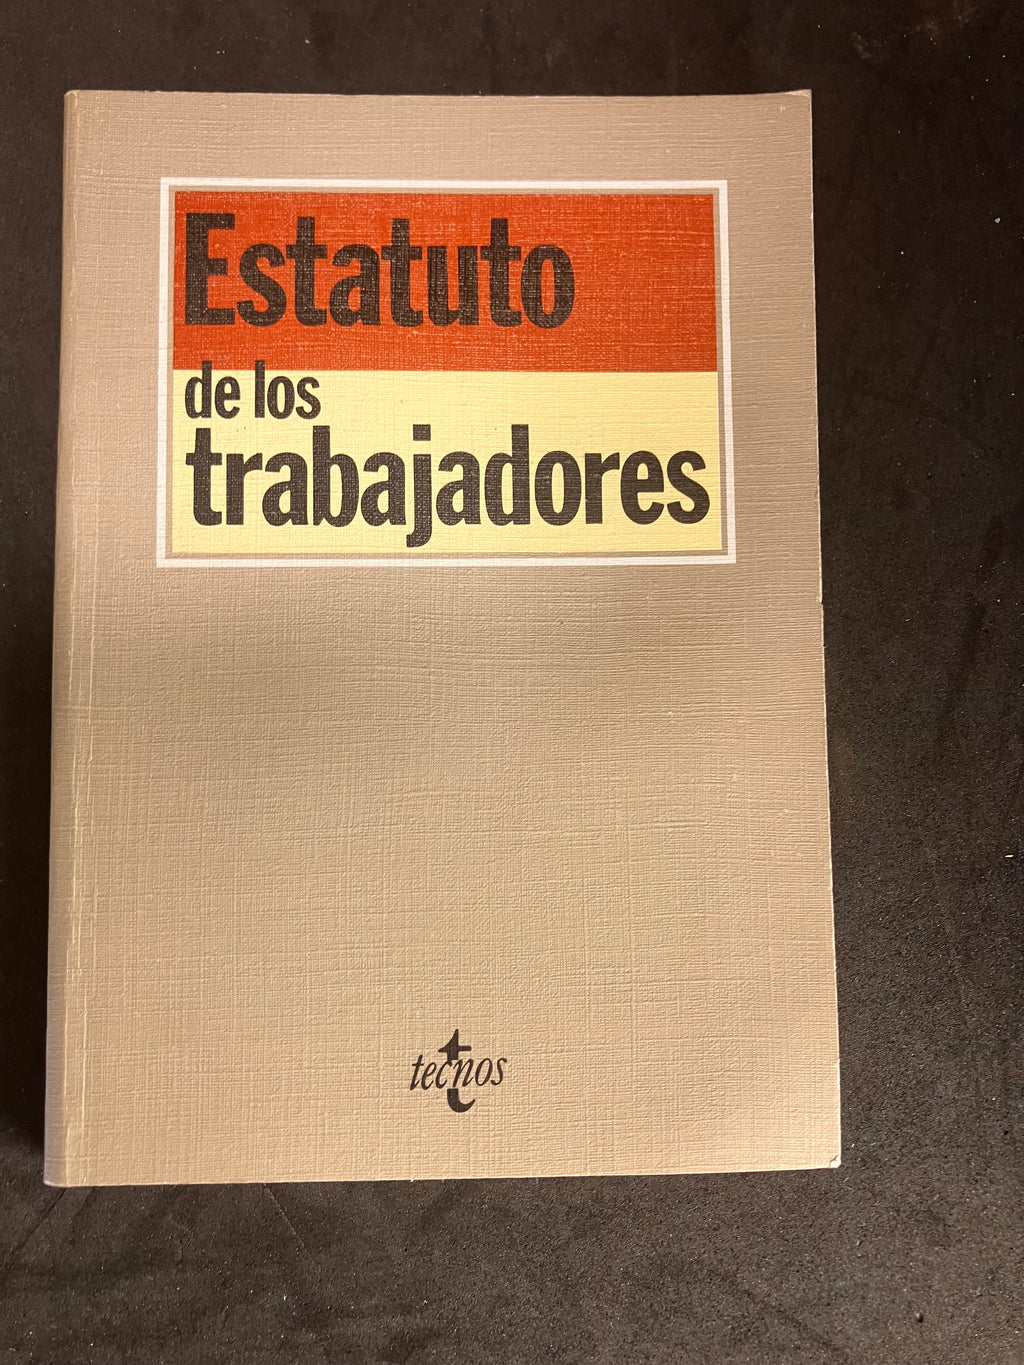 Estatuto
de los
trabajadores
tecnos